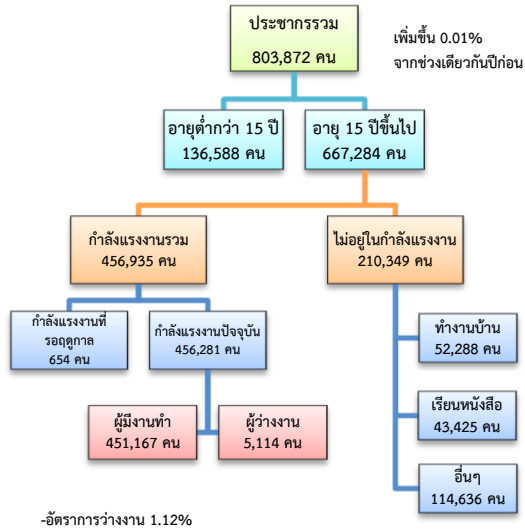 ประชากรรวม
803,872 คน
เพิ่มขึ้น 0.01%
จากช่วงเดียวกันปีก่อน
อายุต่ำกว่า 15 ปี
136,588 คน
อายุ 15 ปีขึ้นไป
667,284 คน
กำลังแรงงานรวม
456,935 คน
ไม่อยู่ในกำลังแรงงาน
210,349 คน
กำลังแรงงานที่
รอฤดูกาล
654 คน
กำลังแรงงานปัจจุบัน
456,281 คน
ทำงานบ้าน
52,288 คน
ผู้มีงานทำ
451,167 คน
ผู้ว่างงาน
5,114 คน
เรียนหนังสือ
43,425 คน
อื่นๆ
114,636 คน
-อัตราการว่างงาน 1.12%